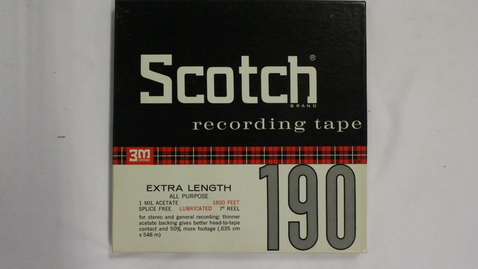 Scotch®
BRAND
recording tape
3M
EXTRA LENGTH
ALL PURPOSE
1 MIL ACETATE 1800 FEET
SPLICE FREE LUBRICATED 7" REEL
for stereo and general recording; thinner
acetate backing gives better head-to-tape
contact and 50% more footage (.635 cm
x 548 m)
190